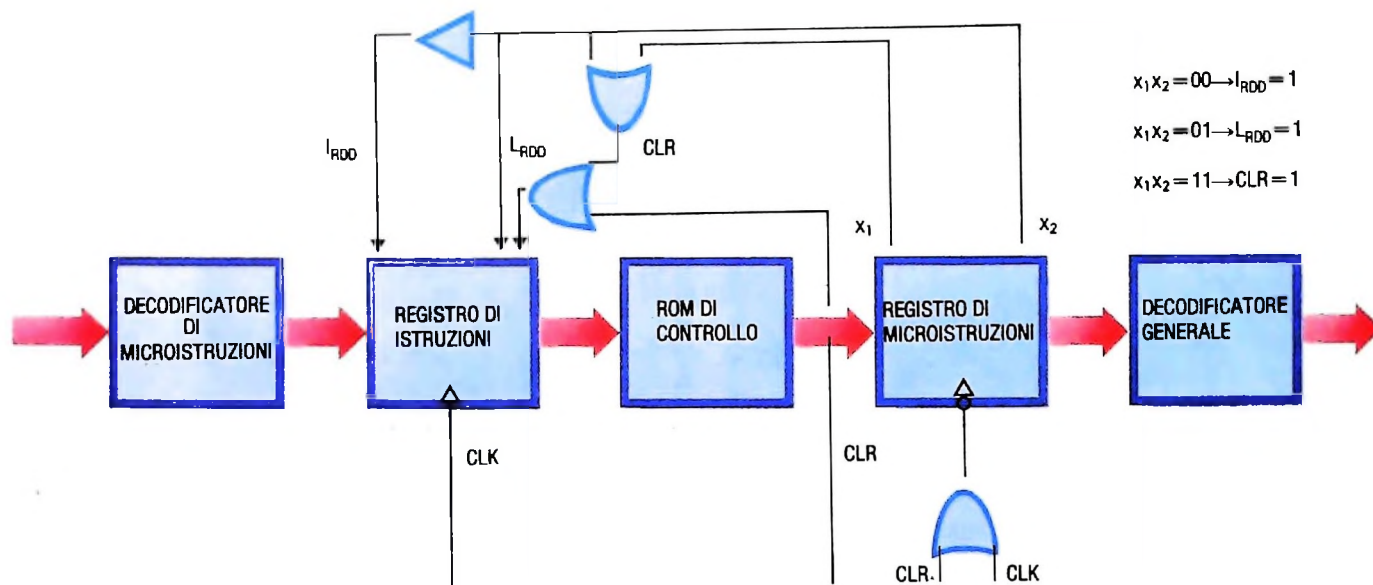 x₁x₂=00→I_RDD=1
x₁x₂=01→L_RDD=1
x₁x₂=11→CLR=1
I_RDD
L_RDD
CLR
x₁
x₂
DECODIFICATORE
DI
MICROISTRUZIONI
REGISTRO DI
ISTRUZIONI
ROM DI
CONTROLLO
REGISTRO DI
MICROISTRUZIONI
DECODIFICATORE
GENERALE
CLK
CLR
CLR
CLK